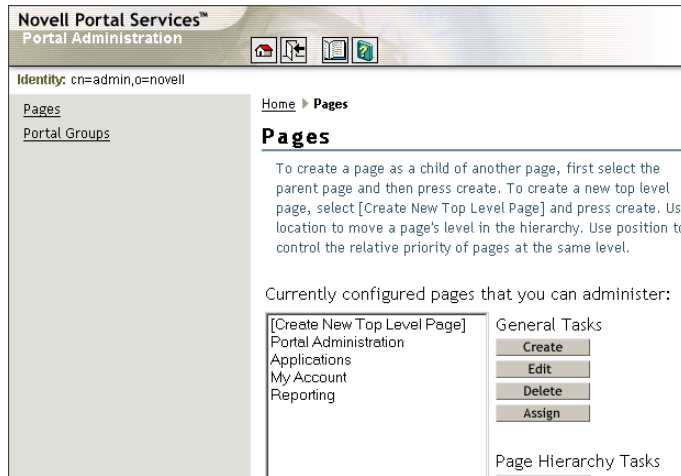 Novell Portal Services™
Portal Administration
Identity: cn=admin,o=novell
Pages
Portal Groups
Home Pages
Pages
To create a page as a child of another page, first select the
parent page and then press create. To create a new top level
page, select [Create New Top Level Page] and press create.
location to move a page's level in the hierarchy. Use position
control the relative priority of pages at the same level.
Currently configured pages that you can administer:
[Create New Top Level Page]
Portal Administration
Applications
My Account
Reporting
General Tasks
Create
Edit
Delete
Assign
Page Hierarchy Tasks